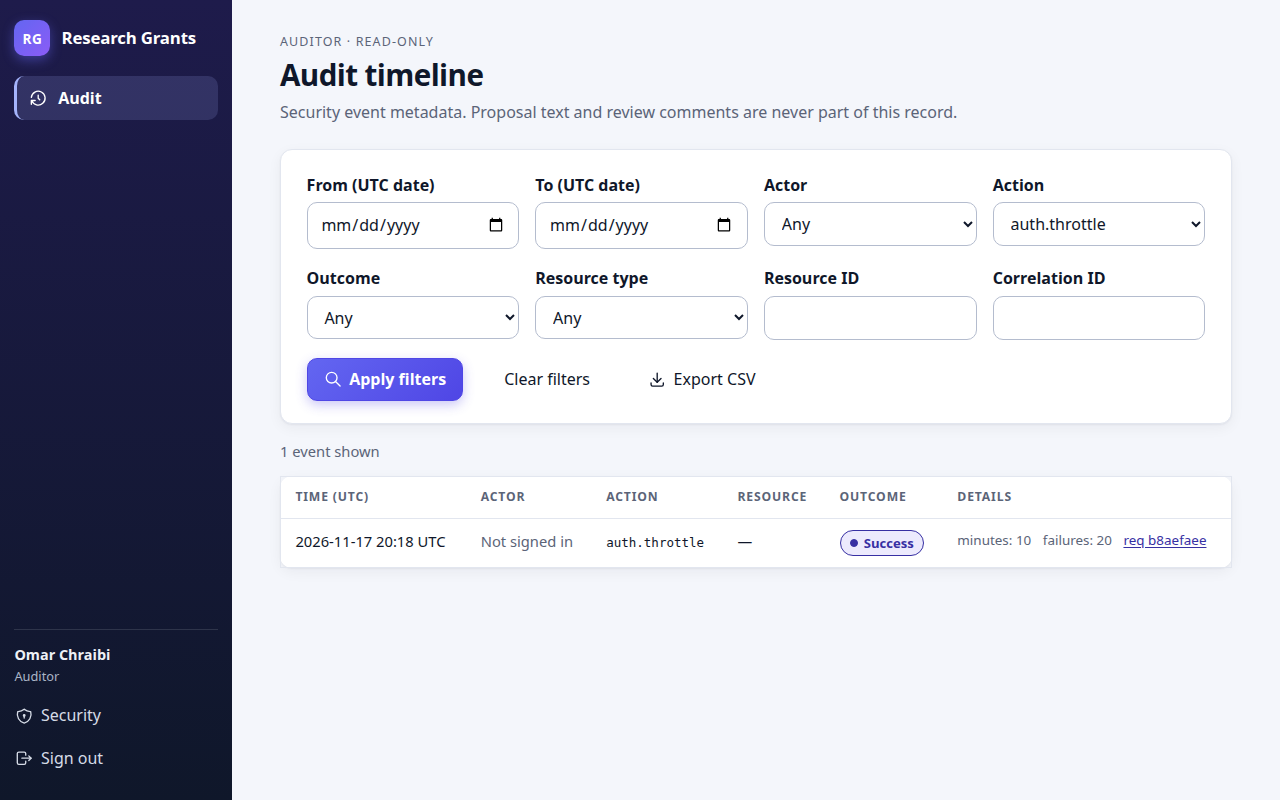 RG Research Grants
Audit
Omar Chraibi
Auditor
Security
Sign out
AUDITOR · READ-ONLY
Audit timeline
Security event metadata. Proposal text and review comments are never part of this record.
From (UTC date) To (UTC date) Actor Action
mm/dd/yyyy mm/dd/yyyy Any auth.throttle
Outcome Resource type Resource ID Correlation ID
Any Any
Apply filters Clear filters Export CSV
1 event shown
TIME (UTC) ACTOR ACTION RESOURCE OUTCOME DETAILS
2026-11-17 20:18 UTC Not signed in auth.throttle — Success minutes: 10 failures: 20 req b8aefaee